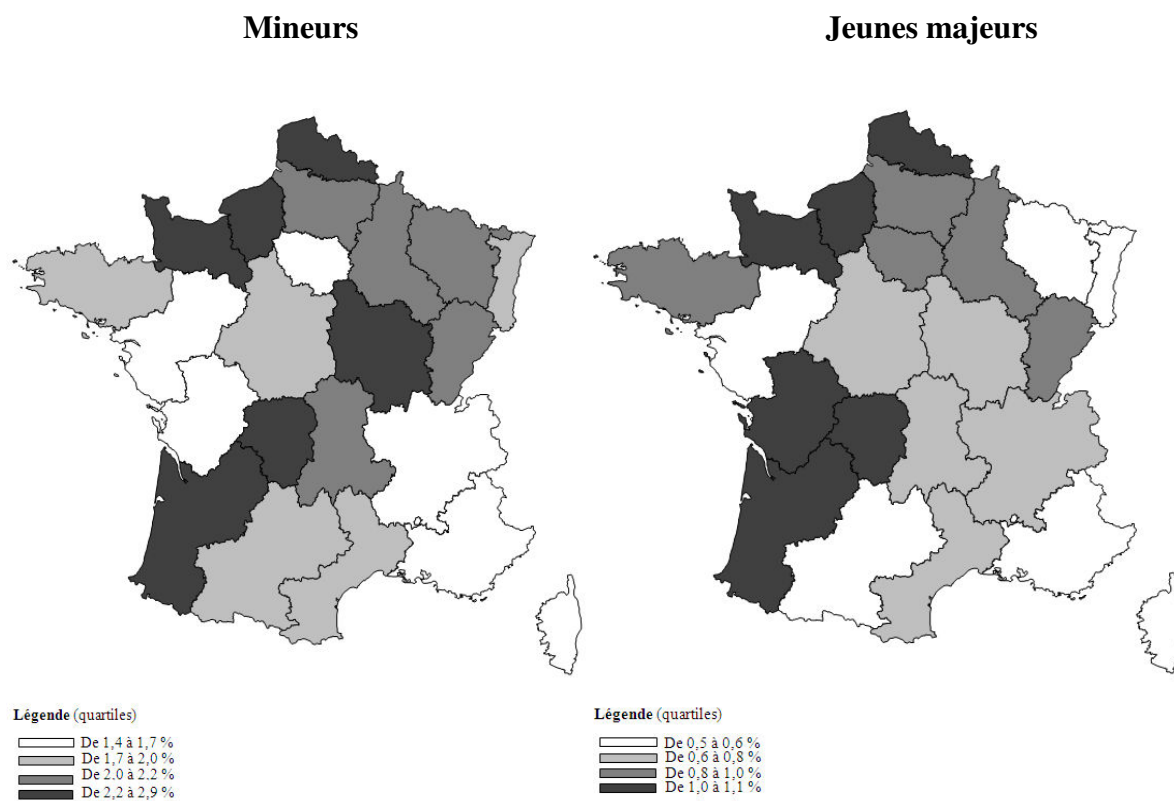 Mineurs
Jeunes majeurs
Légende (quartiles)
De 1,4 à 1,7 %
De 1,7 à 2,0 %
De 2.0 à 2.2 %
De 2,2 à 2,9 %
Légende (quartiles)
De 0,5 à 0,6 %
De 0,6 à 0,8 %
De 0,8 à 1,0 %
De 1,0 à 1,1 %